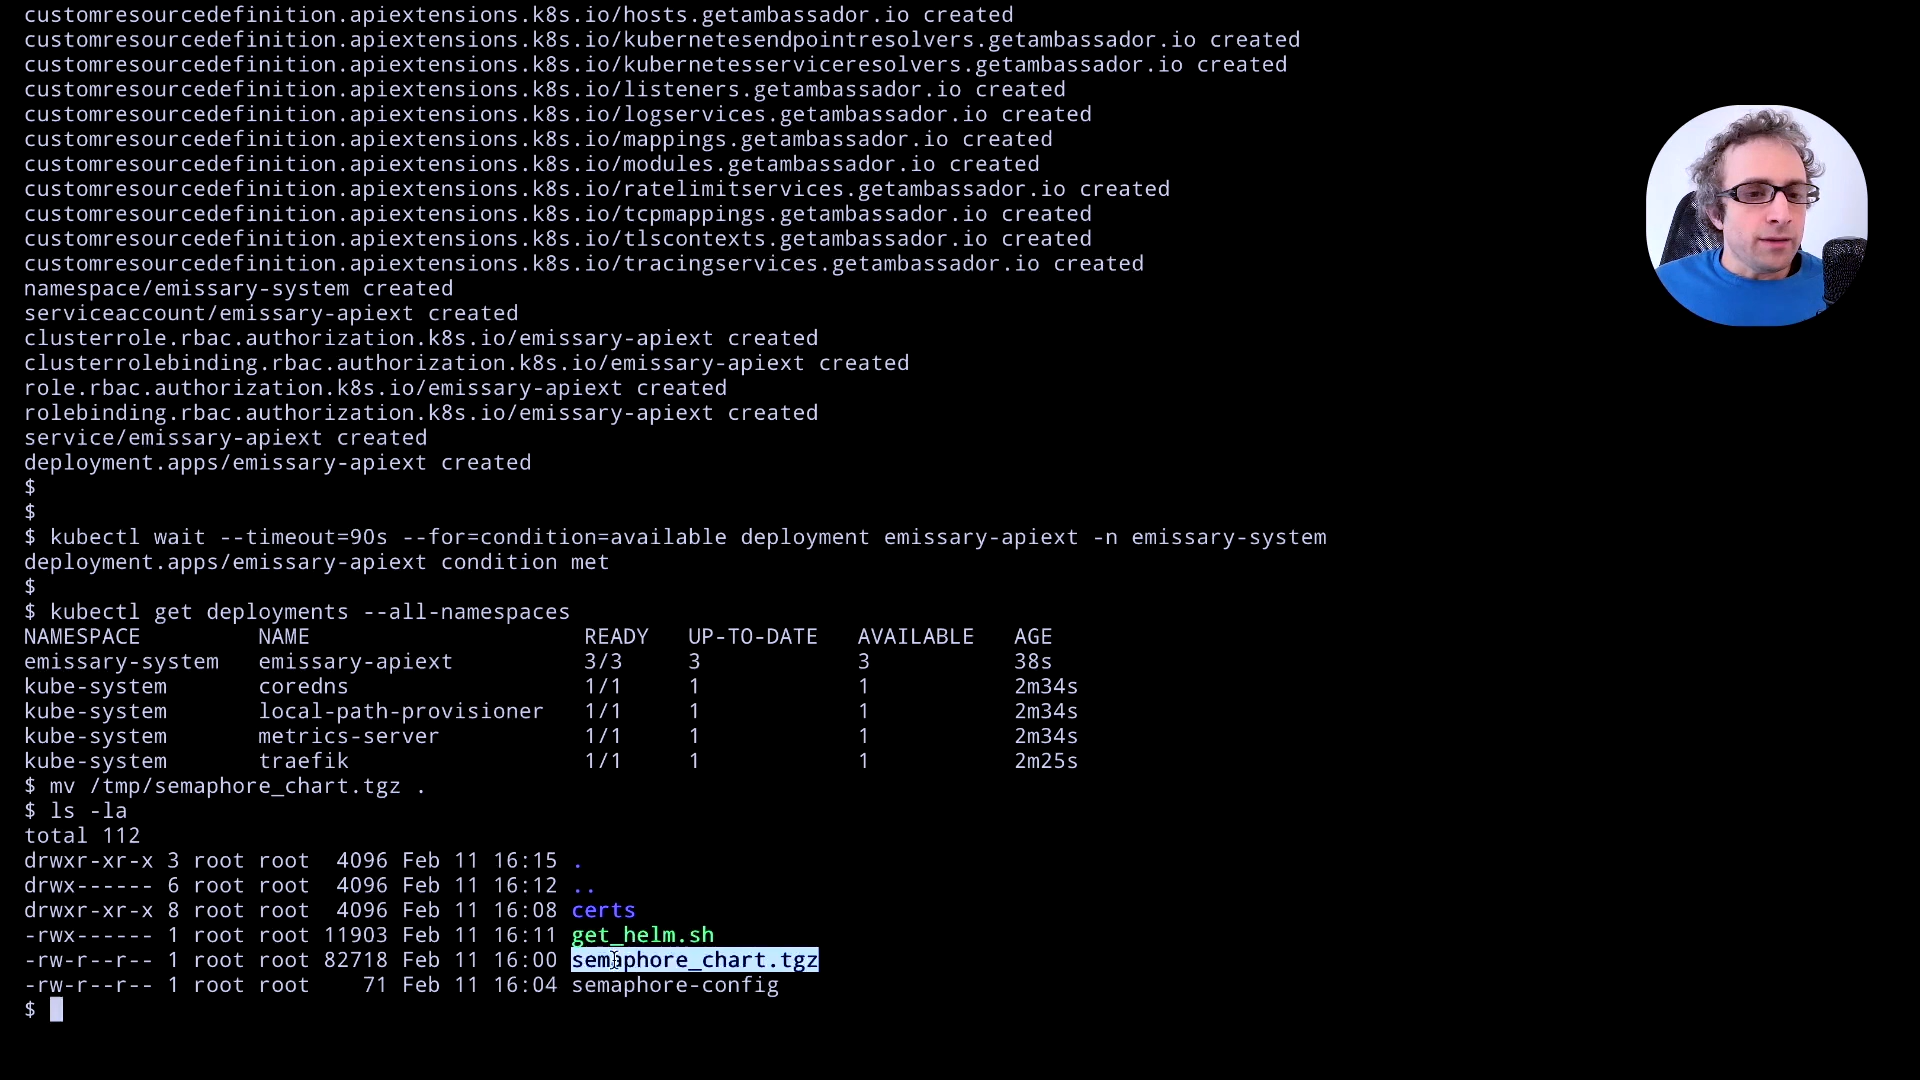 customresourcedefinition.apiextensions.k8s.io/hosts.getambassador.io created
customresourcedefinition.apiextensions.k8s.io/kubernetesendpointresolvers.getambassador.io created
customresourcedefinition.apiextensions.k8s.io/kubernetesserviceresolvers.getambassador.io created
customresourcedefinition.apiextensions.k8s.io/listeners.getambassador.io created
customresourcedefinition.apiextensions.k8s.io/logservices.getambassador.io created
customresourcedefinition.apiextensions.k8s.io/mappings.getambassador.io created
customresourcedefinition.apiextensions.k8s.io/modules.getambassador.io created
customresourcedefinition.apiextensions.k8s.io/ratelimitservices.getambassador.io created
customresourcedefinition.apiextensions.k8s.io/tcpmappings.getambassador.io created
customresourcedefinition.apiextensions.k8s.io/tlscontexts.getambassador.io created
customresourcedefinition.apiextensions.k8s.io/tracingservices.getambassador.io created
namespace/emissary-system created
serviceaccount/emissary-apiext created
clusterrole.rbac.authorization.k8s.io/emissary-apiext created
clusterrolebinding.rbac.authorization.k8s.io/emissary-apiext created
role.rbac.authorization.k8s.io/emissary-apiext created
rolebinding.rbac.authorization.k8s.io/emissary-apiext created
service/emissary-apiext created
deployment.apps/emissary-apiext created
$
$
$ kubectl wait --timeout=90s --for=condition=available deployment emissary-apiext -n emissary-system
deployment.apps/emissary-apiext condition met
$
$ kubectl get deployments --all-namespaces
NAMESPACE         NAME                     READY   UP-TO-DATE   AVAILABLE   AGE
emissary-system   emissary-apiext          3/3     3            3           38s
kube-system       coredns                  1/1     1            1           2m34s
kube-system       local-path-provisioner   1/1     1            1           2m34s
kube-system       metrics-server           1/1     1            1           2m34s
kube-system       traefik                  1/1     1            1           2m25s
$ mv /tmp/semaphore_chart.tgz .
$ ls -la
total 112
drwxr-xr-x 3 root root  4096 Feb 11 16:15 .
drwx------ 6 root root  4096 Feb 11 16:12 ..
drwxr-xr-x 8 root root  4096 Feb 11 16:08 certs
-rwx------ 1 root root 11903 Feb 11 16:11 get_helm.sh
-rw-r--r-- 1 root root 82718 Feb 11 16:00 semaphore_chart.tgz
-rw-r--r-- 1 root root    71 Feb 11 16:04 semaphore-config
$